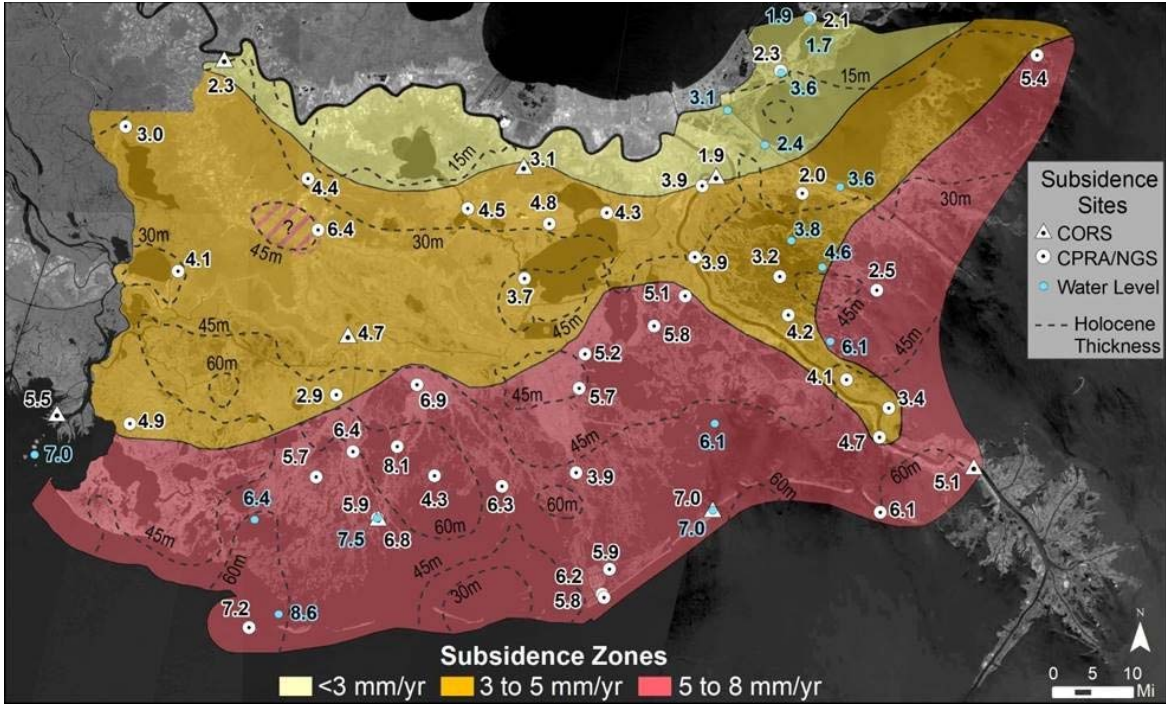 1.9
2.1
1.7
2.3
15m
3.6
5.4
2.3
3.1
3.0
2.4
15m
3.1
1.9
3.9
2.0
3.6
4.4
4.5
4.8
4.3
30m
6.4
?
45m
30m
3.8
4.6
30m
4.1
3.7
3.9
3.2
2.5
45m
5.1
45m
4.2
45m
4.7
5.8
6.1
45m
60m
5.2
4.1
2.9
6.9
5.7
45m
3.4
5.5
4.9
7.0
6.4
8.1
45m
6.1
4.7
5.7
4.3
6.3
3.9
60m
60m
60m
60m
5.1
6.4
5.9
7.5
6.8
7.0
7.0
6.1
45m
60m
45m
30m
5.9
6.2
5.8
7.2
8.6
Subsidence
Sites
CORS
CPRA/NGS
Water Level
Holocene
Thickness
N
0 5 10
Mi
Subsidence Zones
<3 mm/yr
3 to 5 mm/yr
5 to 8 mm/yr